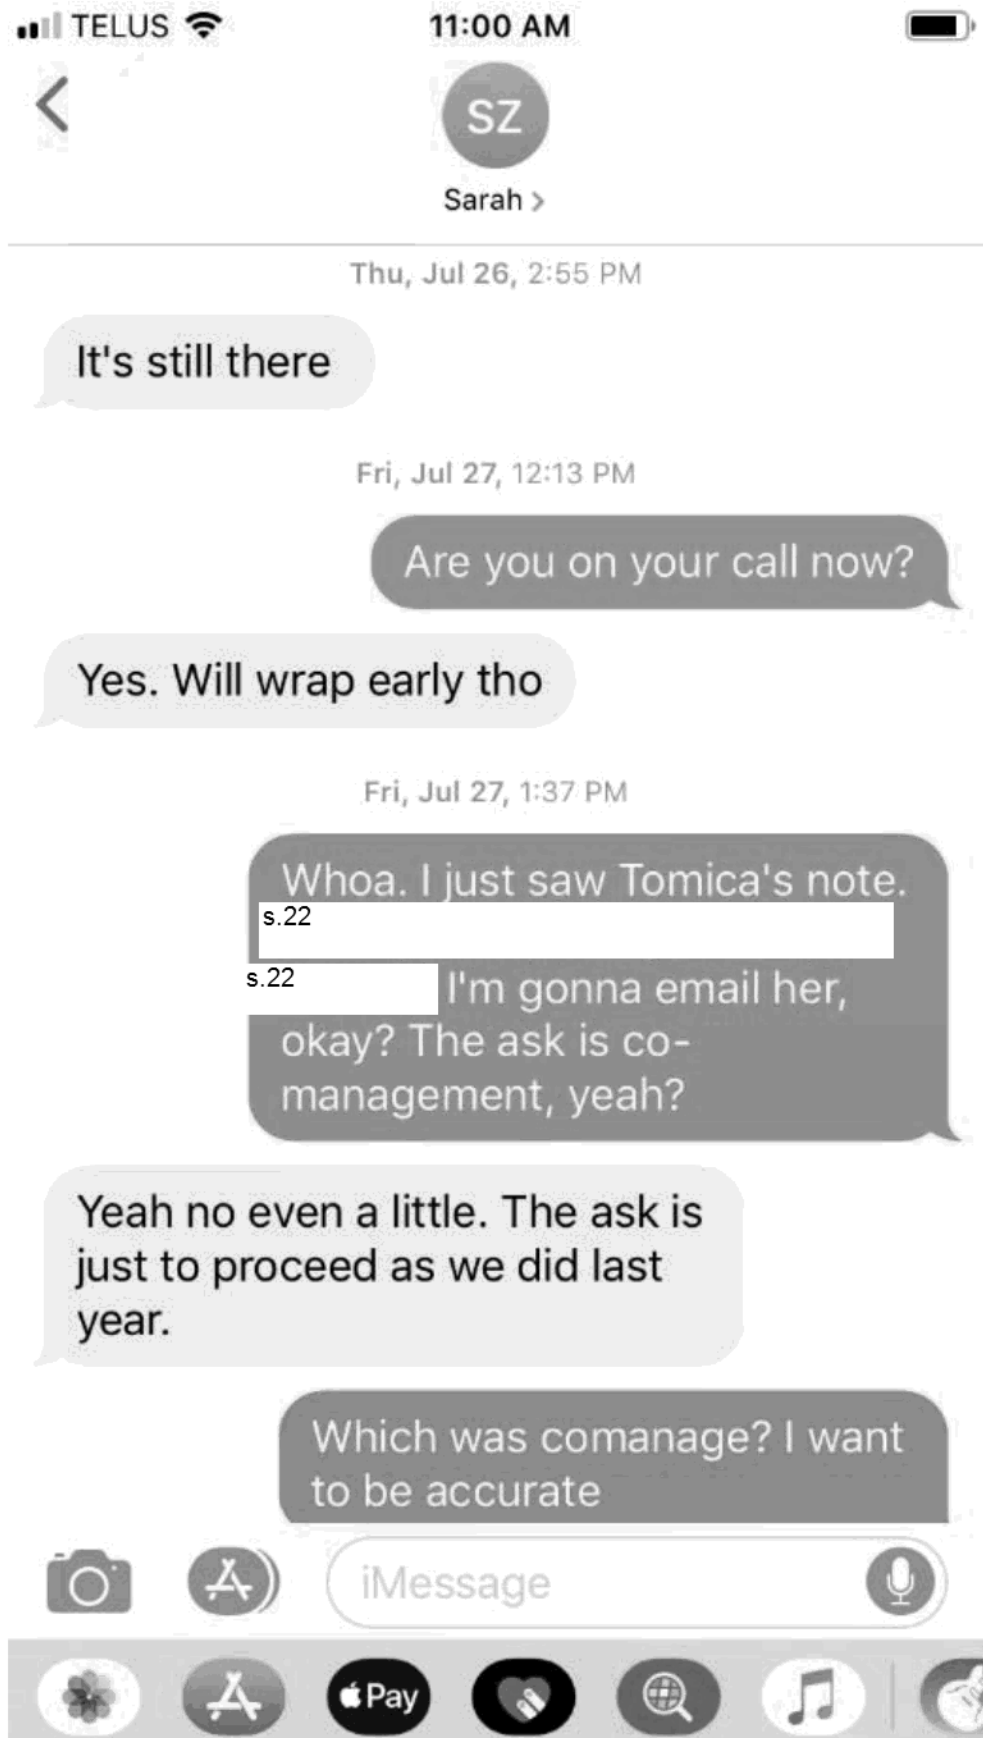 TELUS 11:00 AM
SZ
Sarah >
Thu, Jul 26, 2:55 PM
It's still there
Fri, Jul 27, 12:13 PM
Are you on your call now?
Yes. Will wrap early tho
Fri, Jul 27, 1:37 PM
Whoa. I just saw Tomica's note.
s.22
s.22 I'm gonna email her,
okay? The ask is co-
management, yeah?
Yeah no even a little. The ask is
just to proceed as we did last
year.
Which was comanage? I want
to be accurate
iMessage
Pay